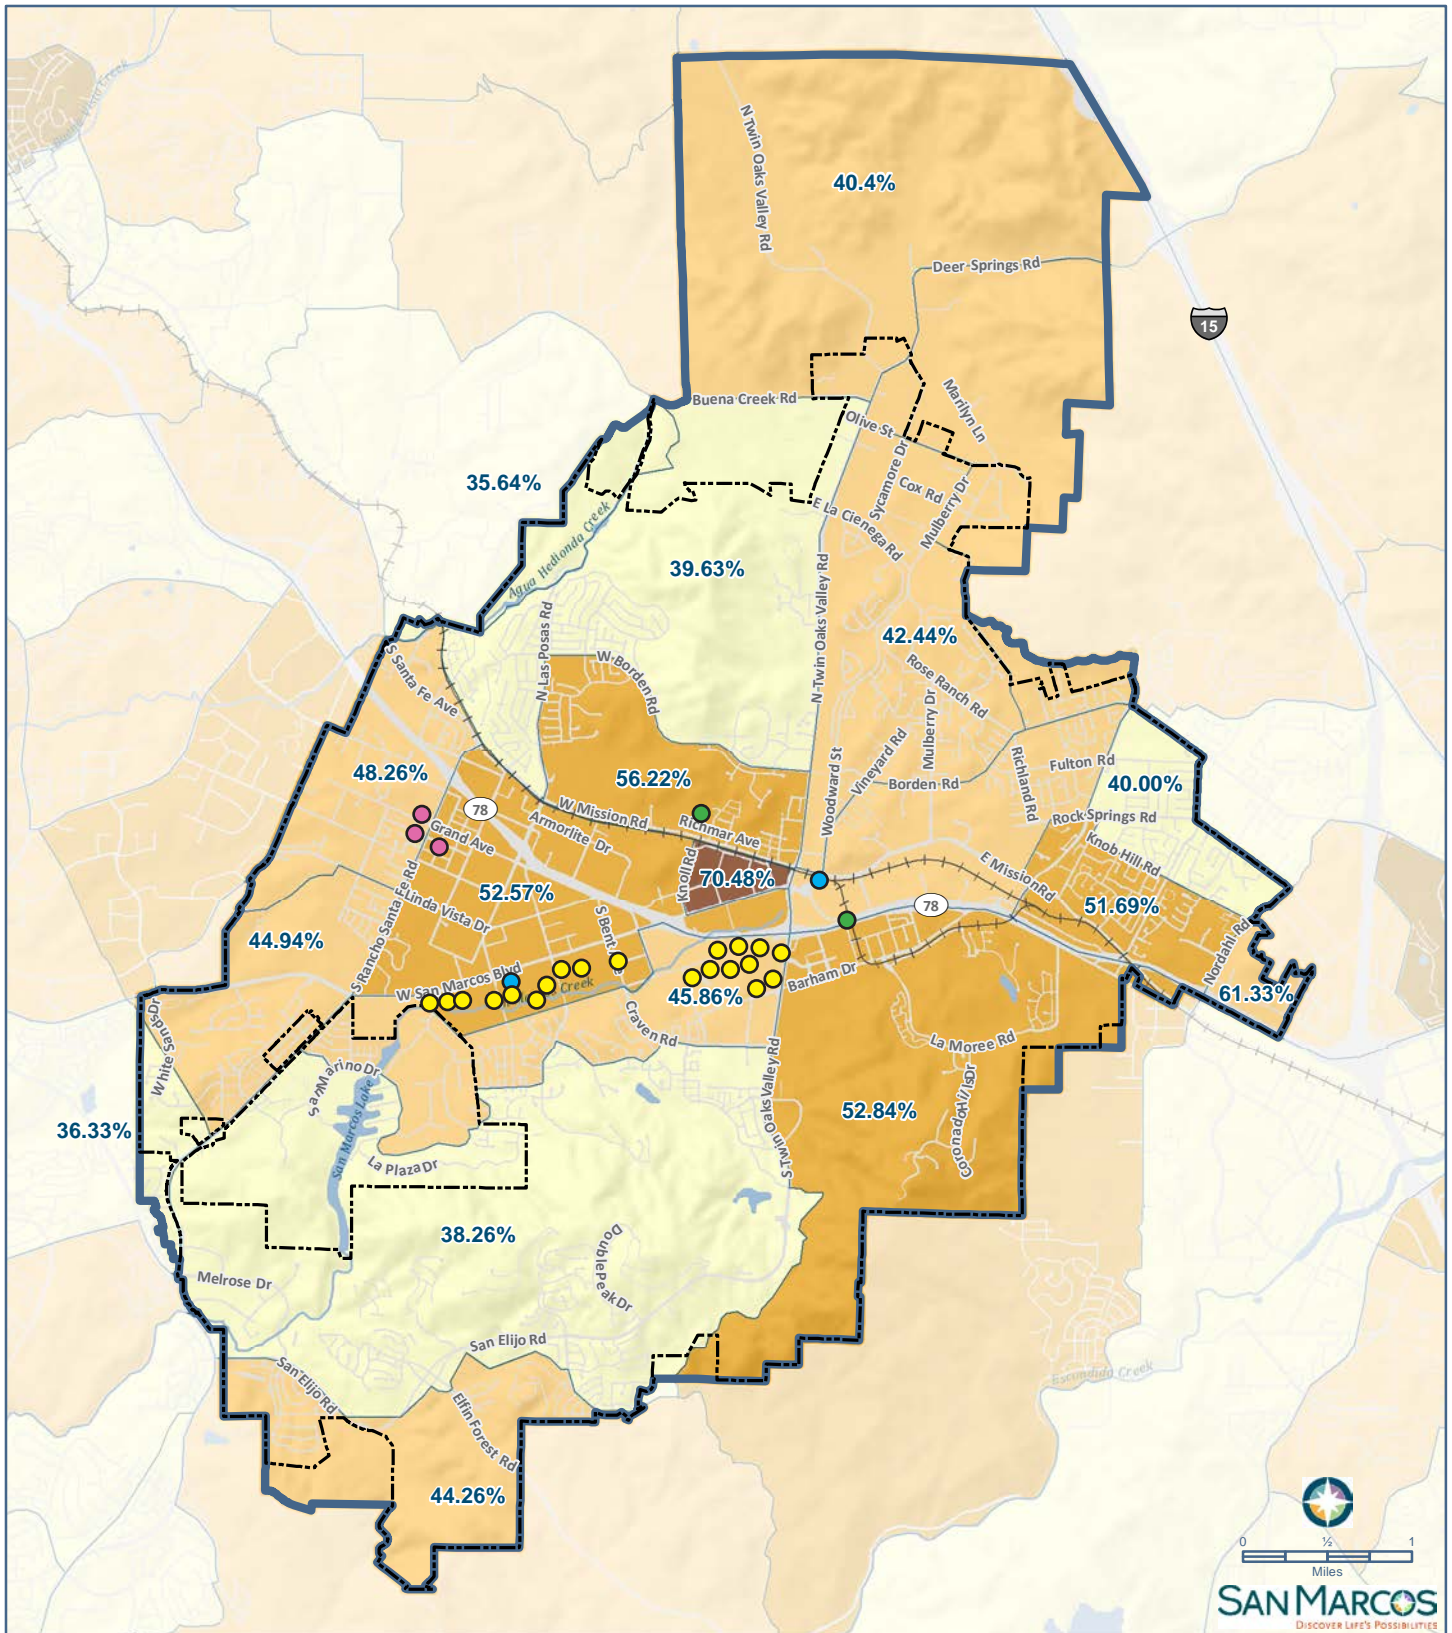 Buena Vista Creek
N Twin Oaks Valley Rd
40.4%
Deer Springs Rd
15
Buena Creek Rd
Marilyn Ln
Olive St
35.64%
Sycamore Dr
Cox Rd
Mulberry Dr
E La Cienega Rd
Agua Hedionda Creek
39.63%
N Twin Oaks Valley Rd
N Las Posas Rd
42.44%
S Santa Fe Ave
W Borden Rd
Rose Ranch Rd
Mulberry Dr
Vineyard Rd
Woodward St
Borden Rd
Richland Rd
Fulton Rd
40.00%
48.26%
56.22%
78
W Mission Rd
Richmar Ave
Armorlite Dr
Grand Ave
Rock Springs Rd
Knob Hill Rd
E Mission Rd
Knoll Rd
70.48%
52.57%
78
51.69%
Linda Vista Dr
S Rancho Santa Fe Rd
S Bent Ave
44.94%
Nordahl Rd
W San Marcos Blvd
Creek
45.86%
Barham Dr
61.33%
White Sands Dr
Craven Rd
La Moree Rd
San Marino Dr
San Marcos Lake
S Twin Oaks Valley Rd
Coronado Hills Dr
52.84%
36.33%
La Plaza Dr
38.26%
Double Peak Dr
Melrose Dr
San Elijo Rd
San Elijo Rd
Elfin Forest Rd
Escondido Creek
44.26%
0 ½ 1
Miles
SAN MARCOS
DISCOVER LIFE'S POSSIBILITIES